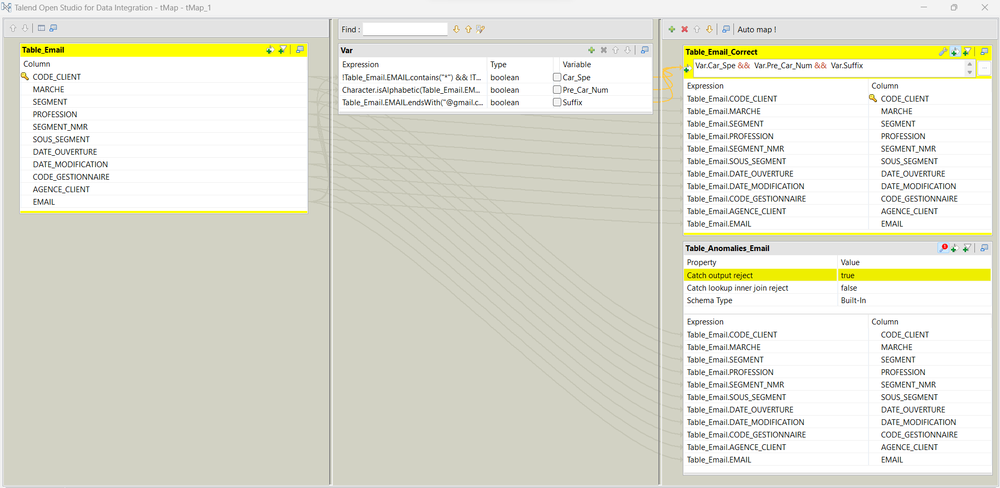 Talend Open Studio for Data Integration - tMap - tMap_1
Table_Email
Column
CODE_CLIENT
MARCHE
SEGMENT
PROFESSION
SEGMENT_NMR
SOUS_SEGMENT
DATE_OUVERTURE
DATE_MODIFICATION
CODE_GESTIONNAIRE
AGENCE_CLIENT
EMAIL
Find :
Var
Expression Type Variable
!Table_Email.EMAIL.contains("*") && !T... boolean Car_Spe
Character.isAlphabetic(Table_Email.EM... boolean Pre_Car_Num
Table_Email.EMAIL.endsWith("@gmail.c... boolean Suffix
Auto map !
Table_Email_Correct
Var.Car_Spe && Var.Pre_Car_Num && Var.Suffix
...
Expression Column
Table_Email.CODE_CLIENT CODE_CLIENT
Table_Email.MARCHE MARCHE
Table_Email.SEGMENT SEGMENT
Table_Email.PROFESSION PROFESSION
Table_Email.SEGMENT_NMR SEGMENT_NMR
Table_Email.SOUS_SEGMENT SOUS_SEGMENT
Table_Email.DATE_OUVERTURE DATE_OUVERTURE
Table_Email.DATE_MODIFICATION DATE_MODIFICATION
Table_Email.CODE_GESTIONNAIRE CODE_GESTIONNAIRE
Table_Email.AGENCE_CLIENT AGENCE_CLIENT
Table_Email.EMAIL EMAIL
Table_Anomalies_Email
1
Property Value
Catch output reject true
Catch lookup inner join reject false
Schema Type Built-In
Expression Column
Table_Email.CODE_CLIENT CODE_CLIENT
Table_Email.MARCHE MARCHE
Table_Email.SEGMENT SEGMENT
Table_Email.PROFESSION PROFESSION
Table_Email.SEGMENT_NMR SEGMENT_NMR
Table_Email.SOUS_SEGMENT SOUS_SEGMENT
Table_Email.DATE_OUVERTURE DATE_OUVERTURE
Table_Email.DATE_MODIFICATION DATE_MODIFICATION
Table_Email.CODE_GESTIONNAIRE CODE_GESTIONNAIRE
Table_Email.AGENCE_CLIENT AGENCE_CLIENT
Table_Email.EMAIL EMAIL